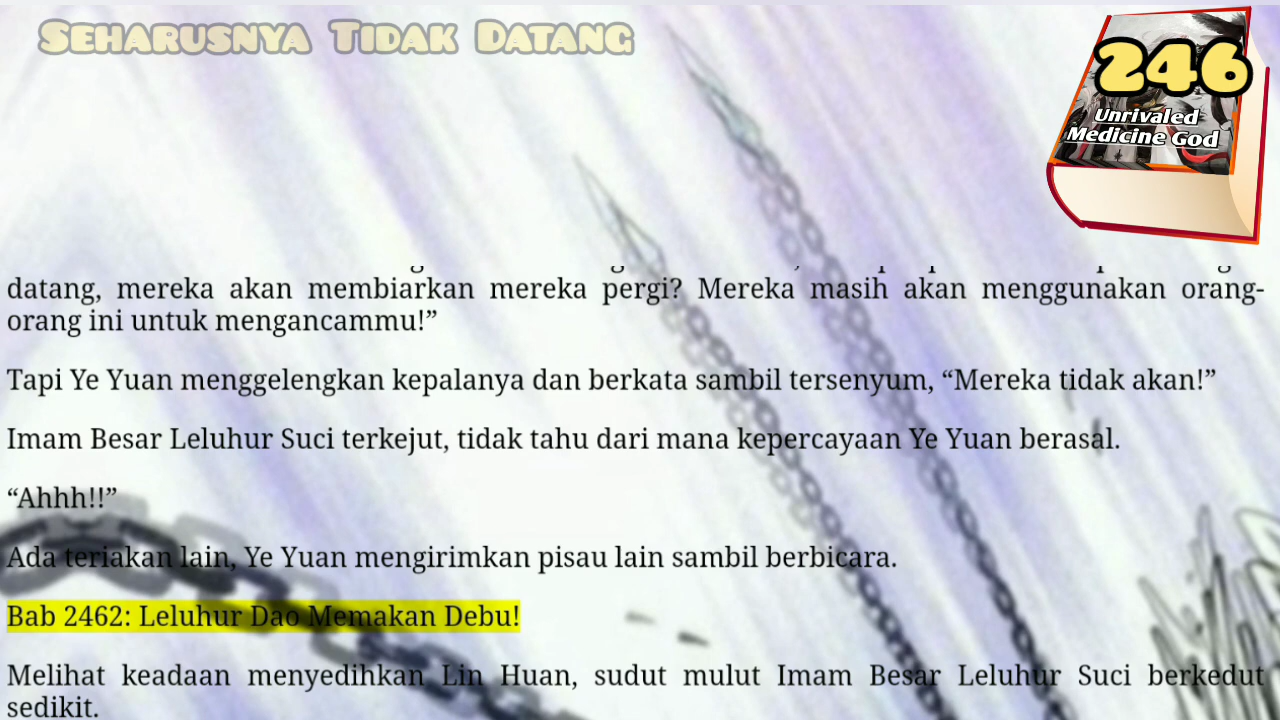 Seharusnya Tidak Datang
246
Unrivaled
Medicine God
datang, mereka akan membiarkan mereka pergi? Mereka masih akan menggunakan orang-
orang ini untuk mengancammu!”
Tapi Ye Yuan menggelengkan kepalanya dan berkata sambil tersenyum, “Mereka tidak akan!”
Imam Besar Leluhur Suci terkejut, tidak tahu dari mana kepercayaan Ye Yuan berasal.
“Ahhh!!”
Ada teriakan lain, Ye Yuan mengirimkan pisau lain sambil berbicara.
Bab 2462: Leluhur Dao Memakan Debu!
Melihat keadaan menyedihkan Lin Huan, sudut mulut Imam Besar Leluhur Suci berkedut
sedikit.